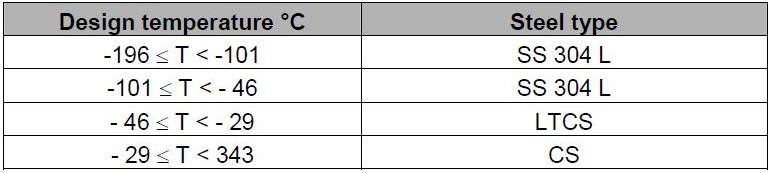 Design temperature °C Steel type
-196 ≤ T < -101 SS 304 L
-101 ≤ T < - 46 SS 304 L
- 46 ≤ T < - 29 LTCS
- 29 ≤ T < 343 CS